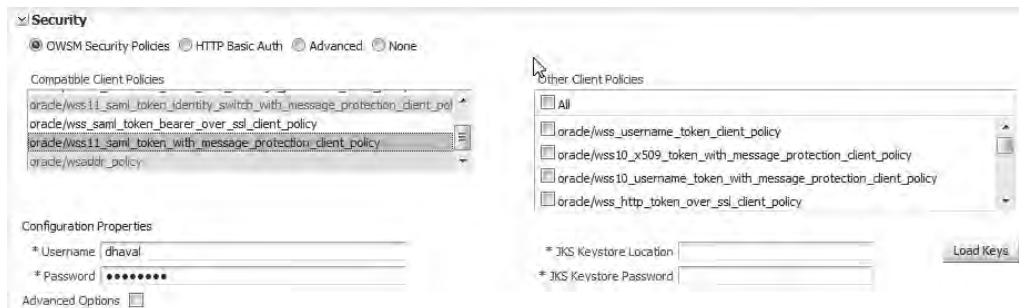 Security
OWSM Security Policies HTTP Basic Auth Advanced None
Compatible Client Policies
oracle/wss11_saml_token_identity_switch_with_message_protection_client_pol
oracle/wss_saml_token_bearer_over_ssl_client_policy
oracle/wss11_saml_token_with_message_protection_client_policy
oracle/wsaddr_policy
Other Client Policies
All
oracle/wss_username_token_client_policy
oracle/wss10_x509_token_with_message_protection_client_policy
oracle/wss10_username_token_with_message_protection_client_policy
oracle/wss_http_token_over_ssl_client_policy
Configuration Properties
* Username dhaval
* Password ●●●●●●●●
* JKS Keystore Location
Load Keys
* JKS Keystore Password
Advanced Options